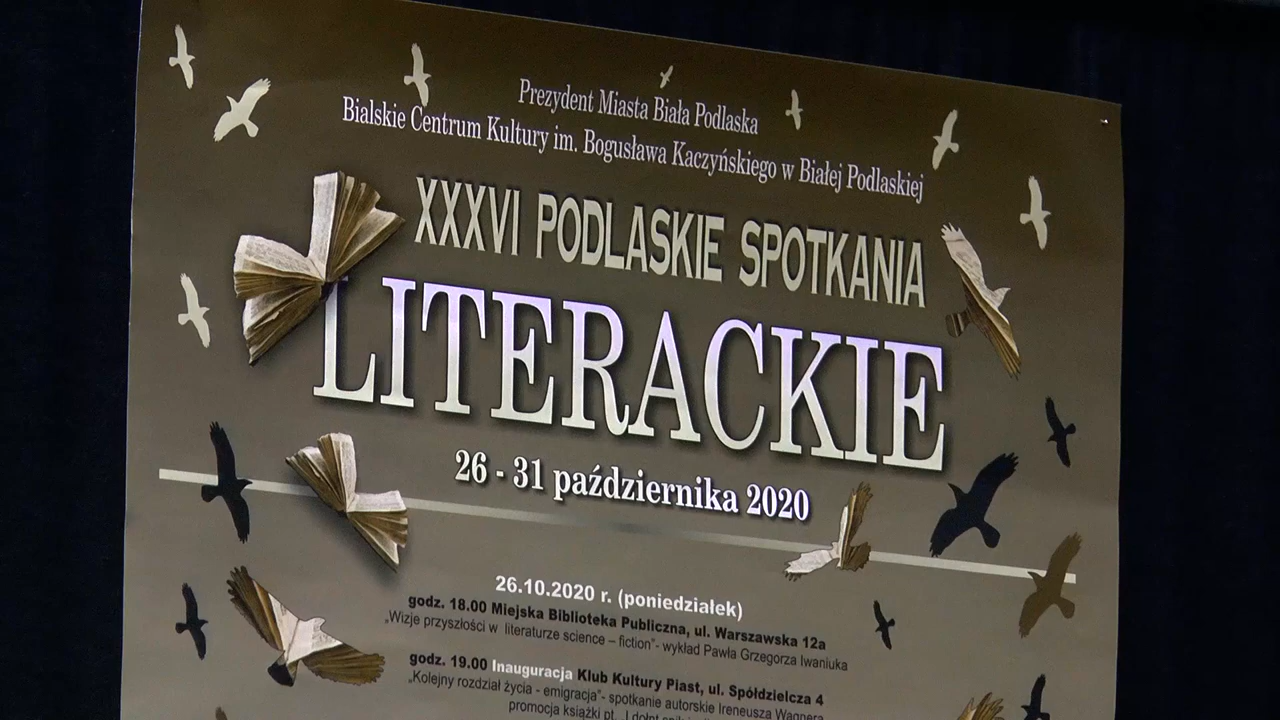 Prezydent Miasta Biała Podlaska
Bialskie Centrum Kultury im. Bogusława Kaczyńskiego w Białej Podlaskiej
XXXVI PODLASKIE SPOTKANIA
LITERACKIE
26 - 31 października 2020
26.10.2020 r. (poniedziałek)
godz. 18.00 Miejska Biblioteka Publiczna, ul. Warszawska 12a
„Wizje przyszłości w literaturze science – fiction”- wykład Pawła Grzegorza Iwaniuka
godz. 19.00 Inauguracja Klub Kultury Piast, ul. Spółdzielcza 4
„Kolejny rozdział życia - emigracja”- spotkanie autorskie Ireneusza Wagnera
promocja książki pt.